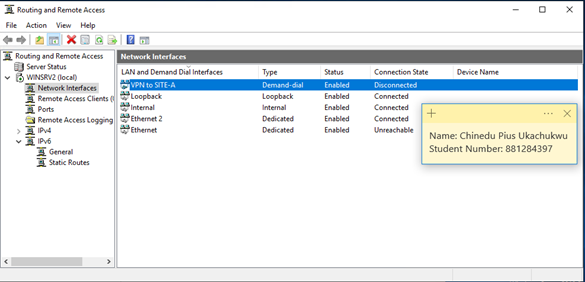 Routing and Remote Access
File Action View Help
Routing and Remote Access
Server Status
WINSRV2 (local)
Network Interfaces
Remote Access Clients (
Ports
Remote Access Logging
IPv4
IPv6
General
Static Routes
Network Interfaces
LAN and Demand Dial Interfaces Type Status Connection State Device Name
VPN to SITE-A Demand-dial Enabled Disconnected
Loopback Loopback Enabled Connected
Internal Internal Enabled Connected
Ethernet 2 Dedicated Enabled Connected
Ethernet Dedicated Enabled Unreachable
Name: Chinedu Pius Ukachukwu
Student Number: 881284397